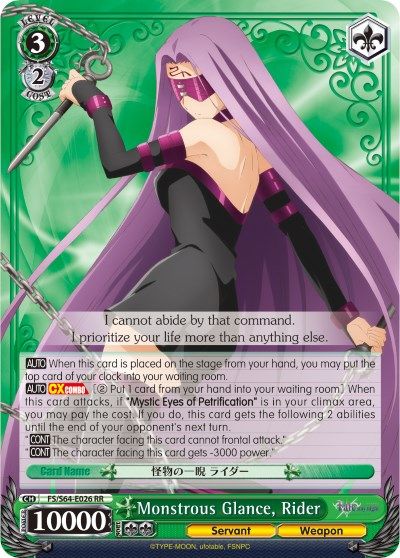 LEVEL
3
2
COST
I cannot abide by that command.
I prioritize your life more than anything else.
AUTO When this card is placed on the stage from your hand, you may put the
top card of your clock into your waiting room.
AUTO CXCOMBO [② Put 1 card from your hand into your waiting room] When
this card attacks, if "Mystic Eyes of Petrification" is in your climax area,
you may pay the cost. If you do, this card gets the following 2 abilities
until the end of your opponent's next turn.
"CONT The character facing this card cannot frontal attack."
"CONT The character facing this card gets -3000 power."
Card Name
怪物の一睨 ライダー
CH FS/S64-E026 RR
Monstrous Glance, Rider
Fate/stay night
POWER
10000
SOUL
Servant
Weapon
©TYPE-MOON, ufotable, FSNPC